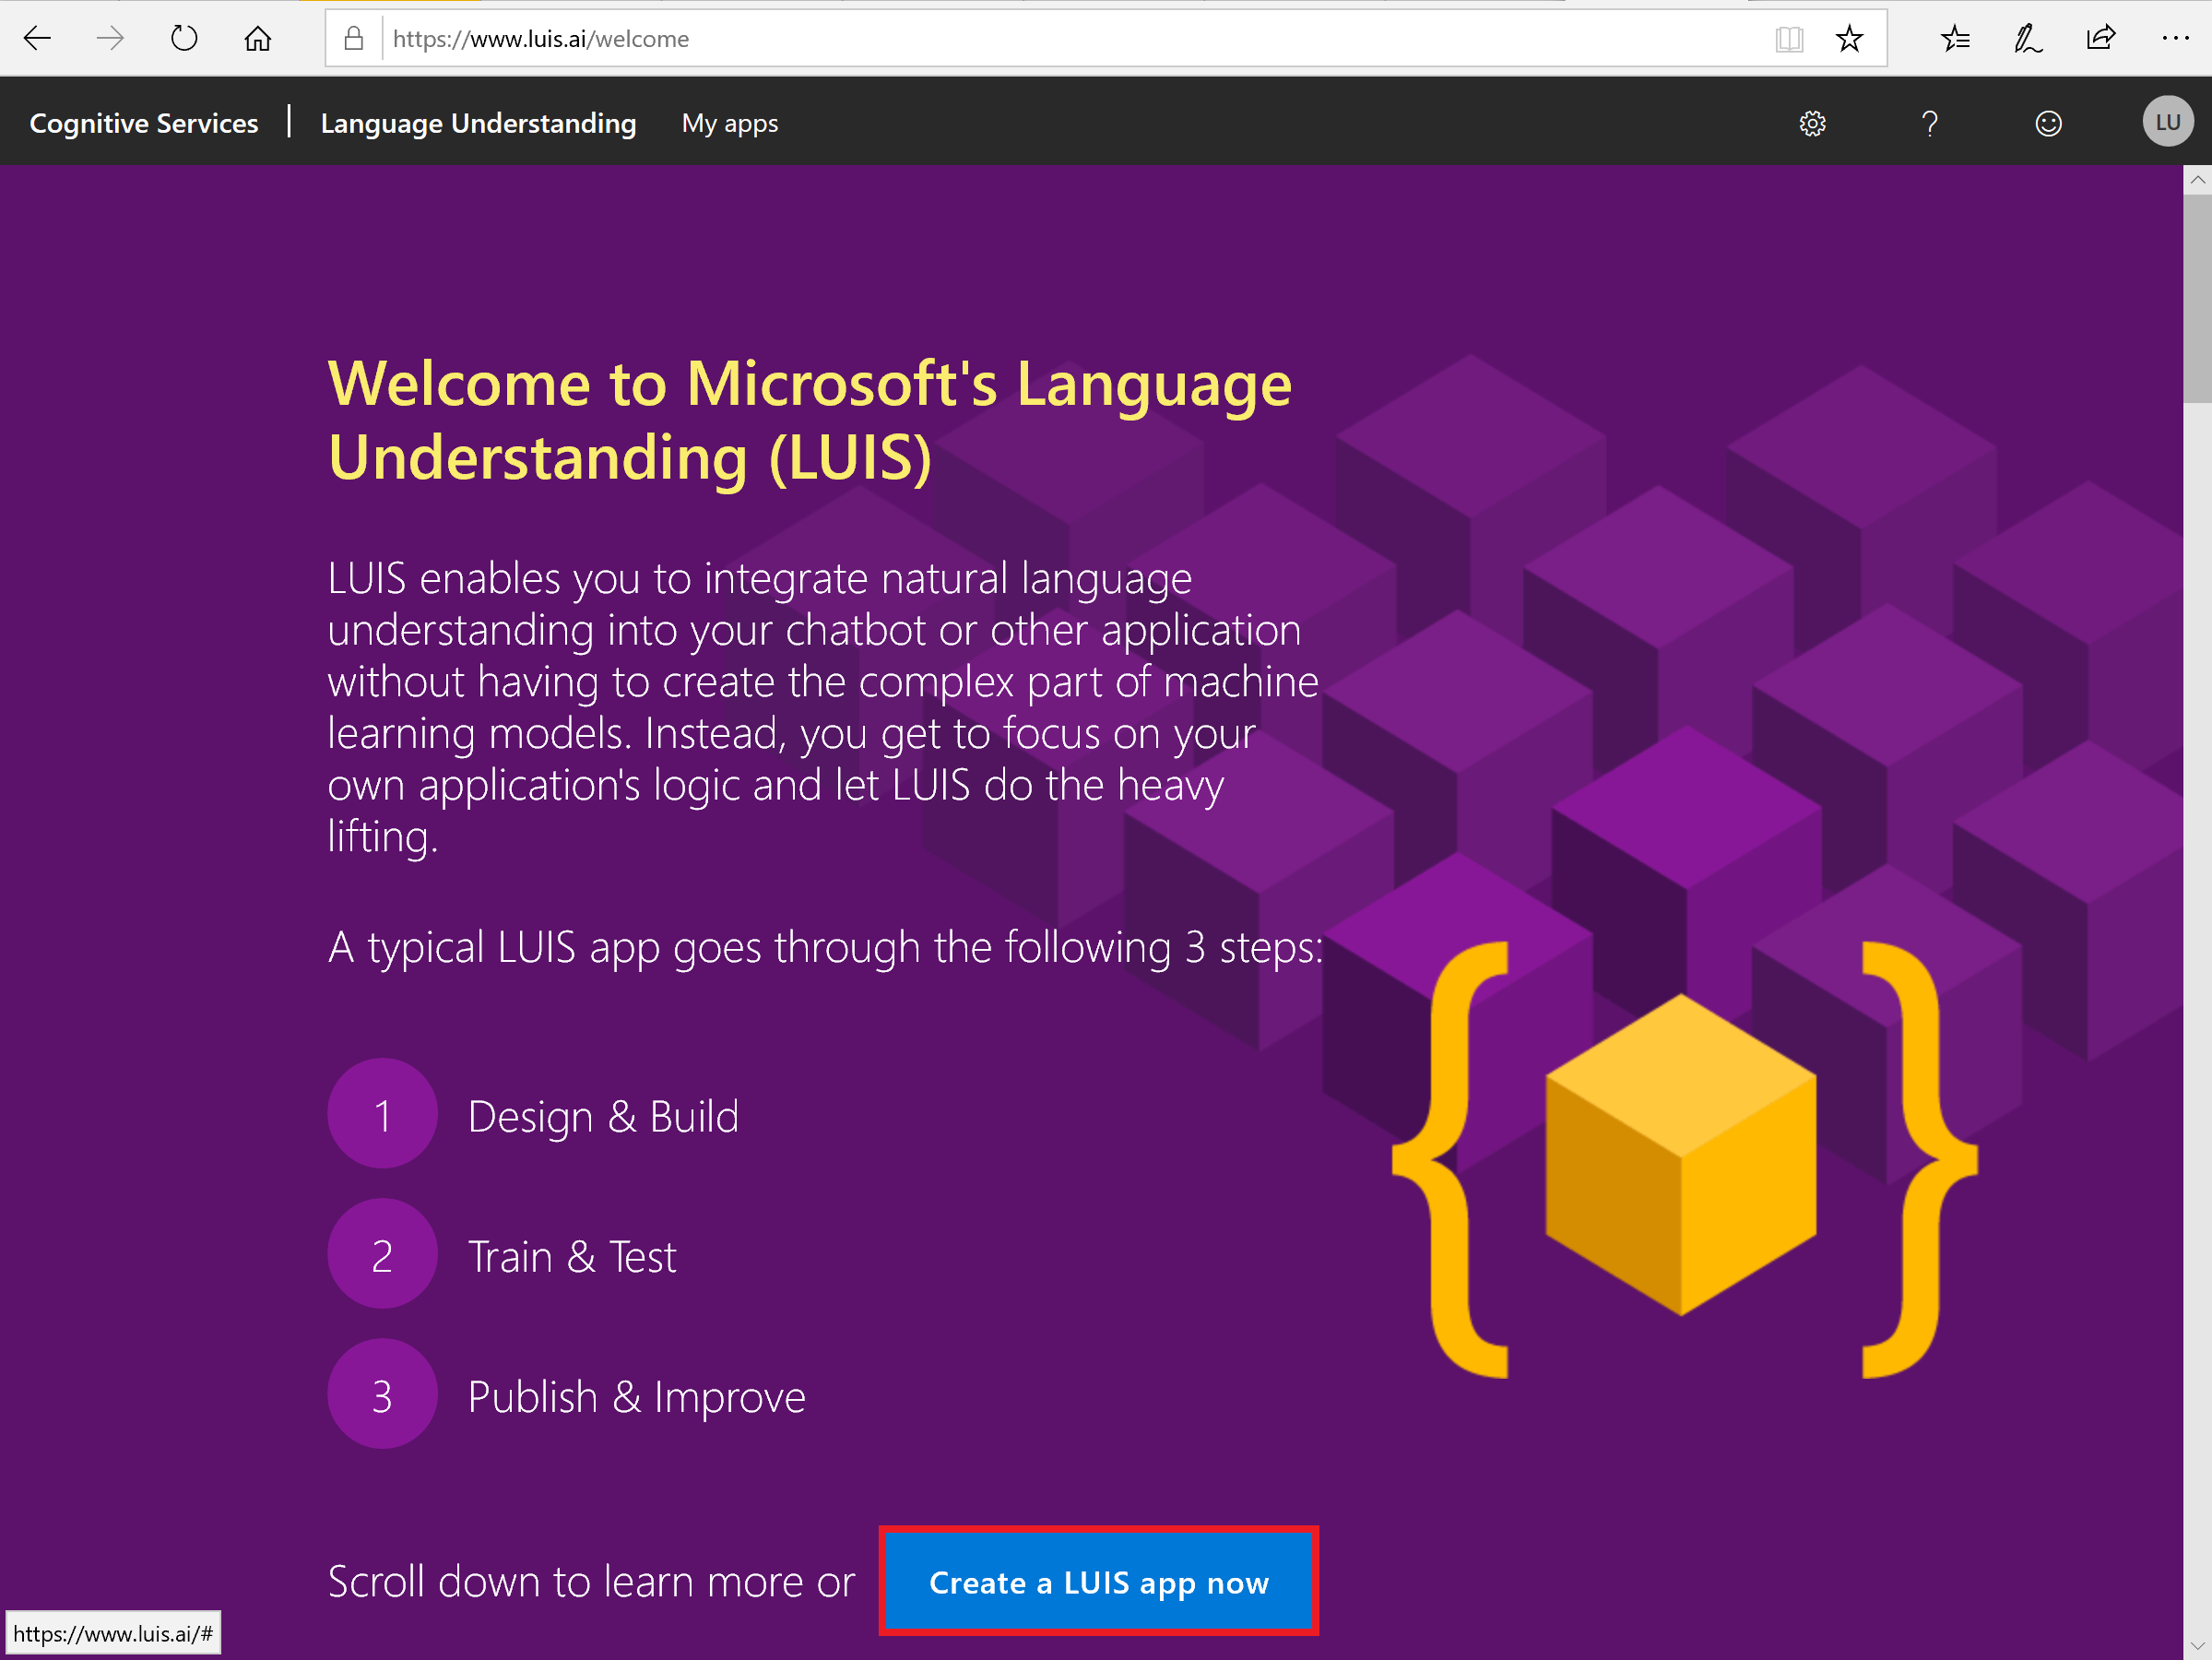 https://www.luis.ai/welcome
Cognitive Services | Language Understanding My apps ? LU
Welcome to Microsoft's Language
Understanding (LUIS)
LUIS enables you to integrate natural language
understanding into your chatbot or other application
without having to create the complex part of machine
learning models. Instead, you get to focus on your
own application's logic and let LUIS do the heavy
lifting.
A typical LUIS app goes through the following 3 steps:
1 Design & Build
2 Train & Test
3 Publish & Improve
Scroll down to learn more or Create a LUIS app now
https://www.luis.ai/#